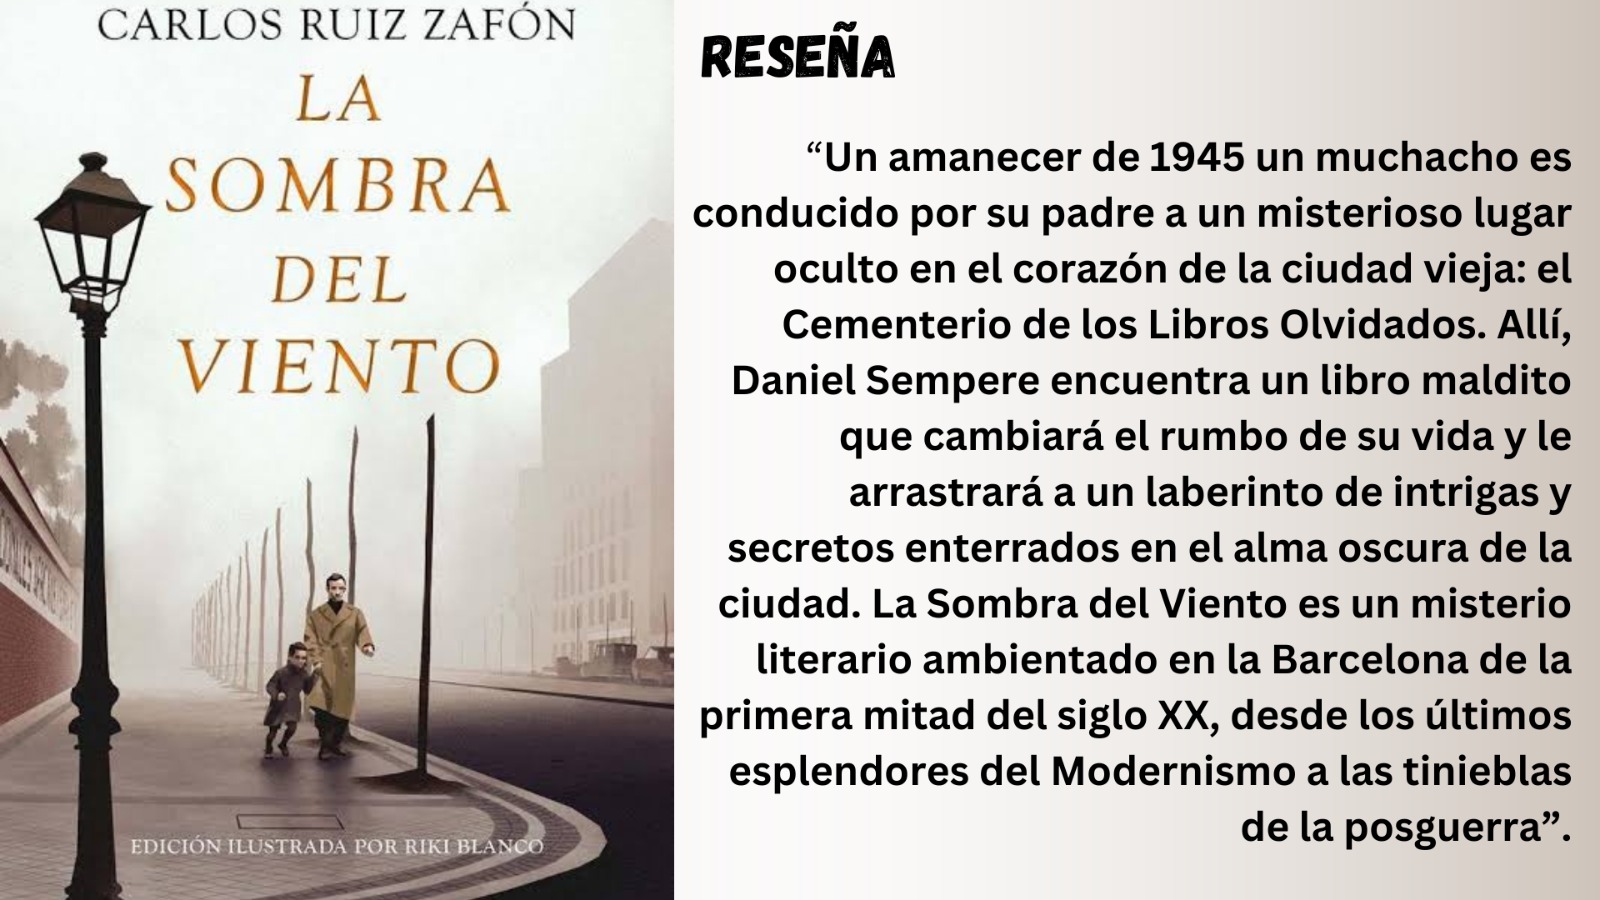 CARLOS RUIZ ZAFÓN
LA
SOMBRA
DEL
VIENTO
EDICIÓN ILUSTRADA POR RIKI BLANCO
RESEÑA
“Un amanecer de 1945 un muchacho es
conducido por su padre a un misterioso lugar
oculto en el corazón de la ciudad vieja: el
Cementerio de los Libros Olvidados. Allí,
Daniel Sempere encuentra un libro maldito
que cambiará el rumbo de su vida y le
arrastrará a un laberinto de intrigas y
secretos enterrados en el alma oscura de la
ciudad. La Sombra del Viento es un misterio
literario ambientado en la Barcelona de la
primera mitad del siglo XX, desde los últimos
esplendores del Modernismo a las tinieblas
de la posguerra”.